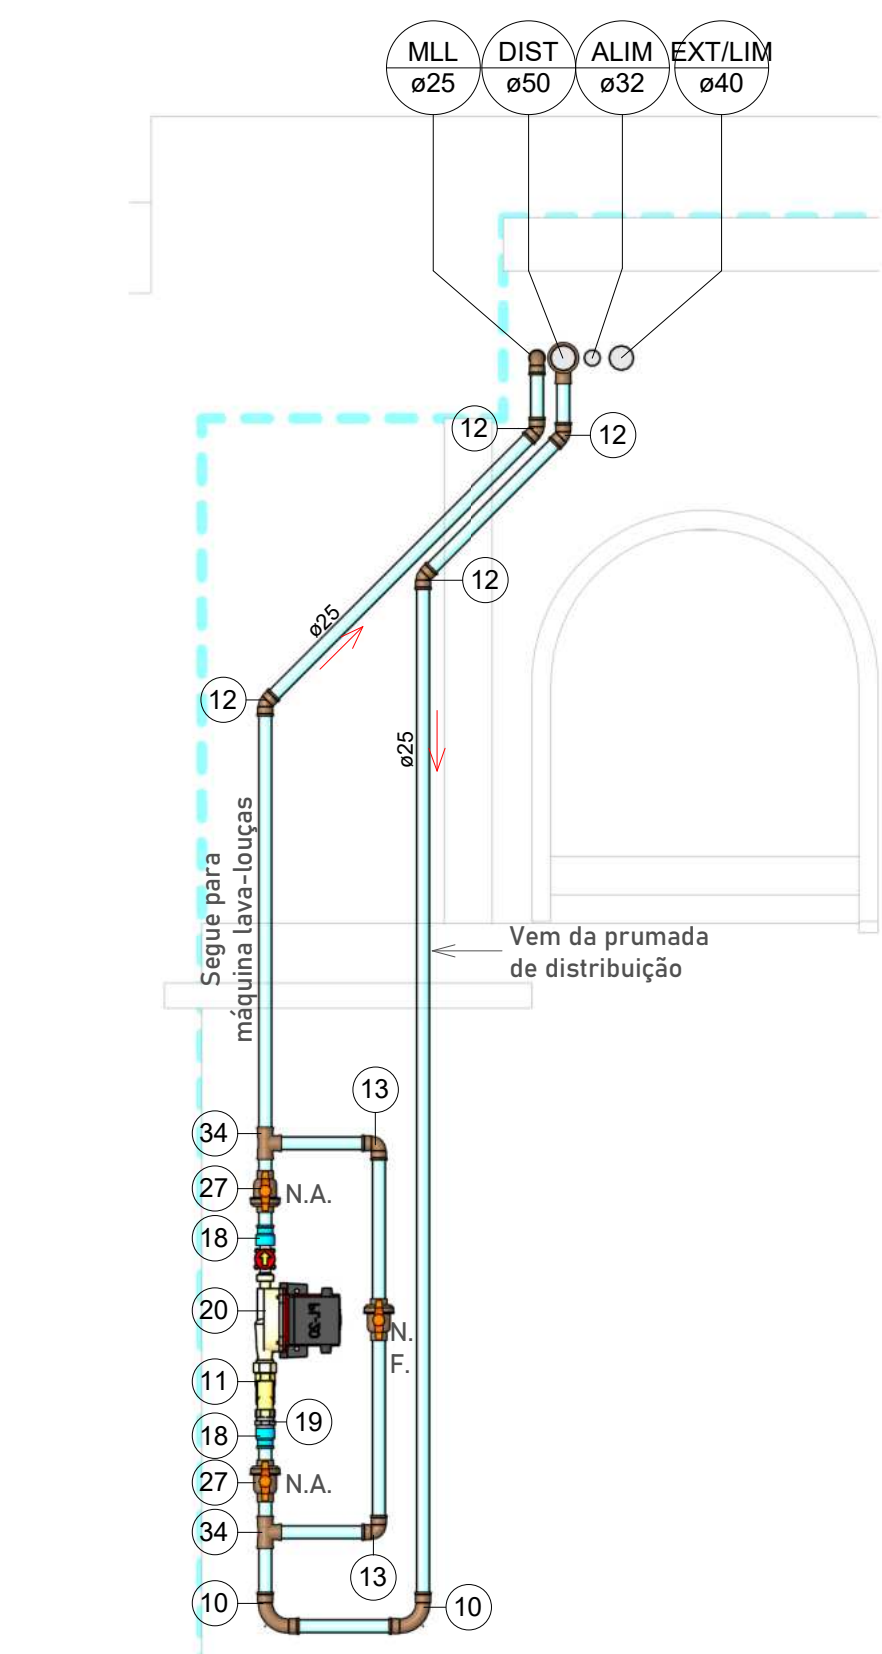 MLL
ø25
DIST
ø50
ALIM
ø32
EXT/LIM
ø40
12
12
12
ø25
12
ø25
Segue para
máquina lava-louças
Vem da prumada
de distribuição
13
34
27
N.A.
18
20
PL-20
N.
F.
11
19
18
27
N.A.
34
13
10
10